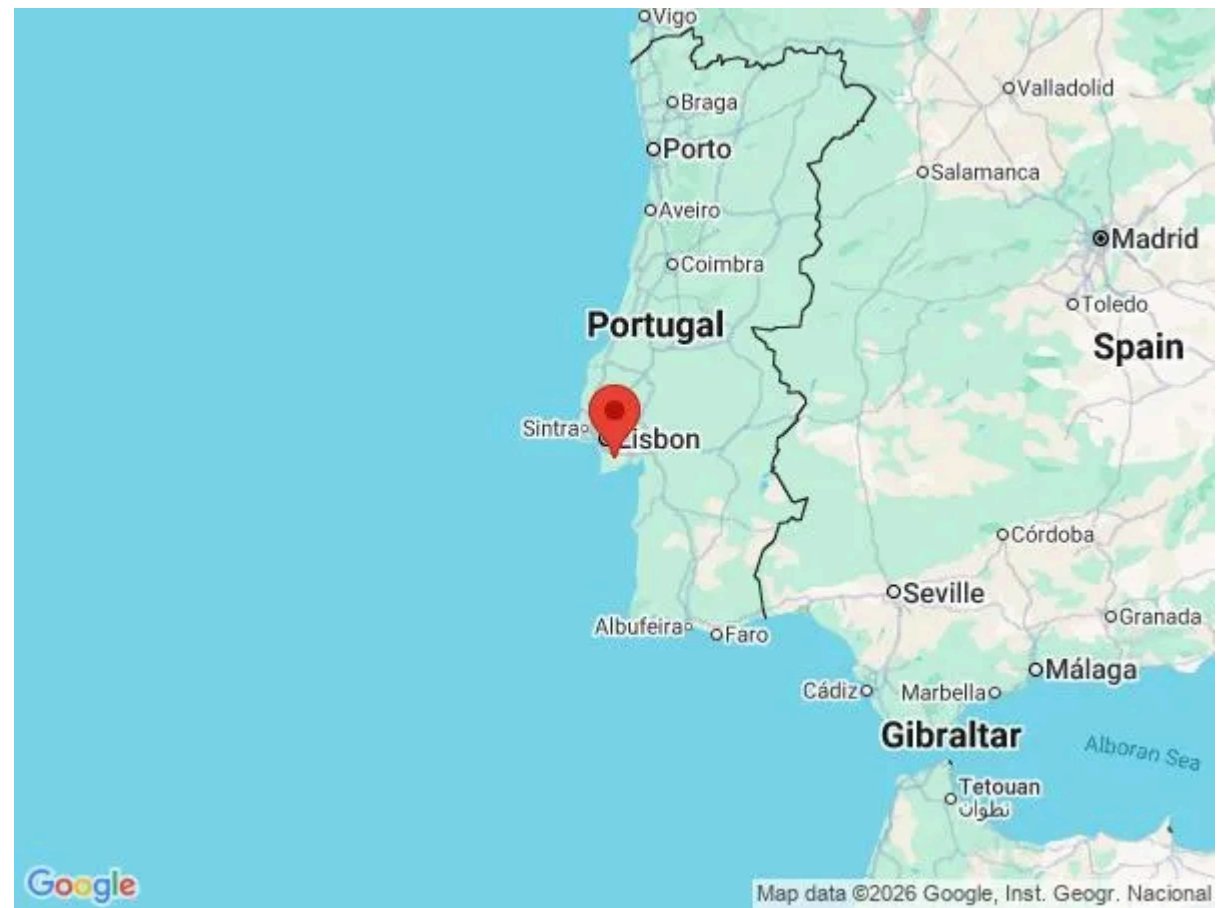 Vigo
Braga
Valladolid
Porto
Salamanca
Aveiro
Madrid
Coimbra
Toledo
Portugal
Spain
Sintra
Lisbon
Córdoba
Seville
Granada
Albufeira
Faro
Málaga
Cádiz
Marbella
Gibraltar
Alboran Sea
Tetouan
تطوان
Google
Map data ©2026 Google, Inst. Geogr. Nacional